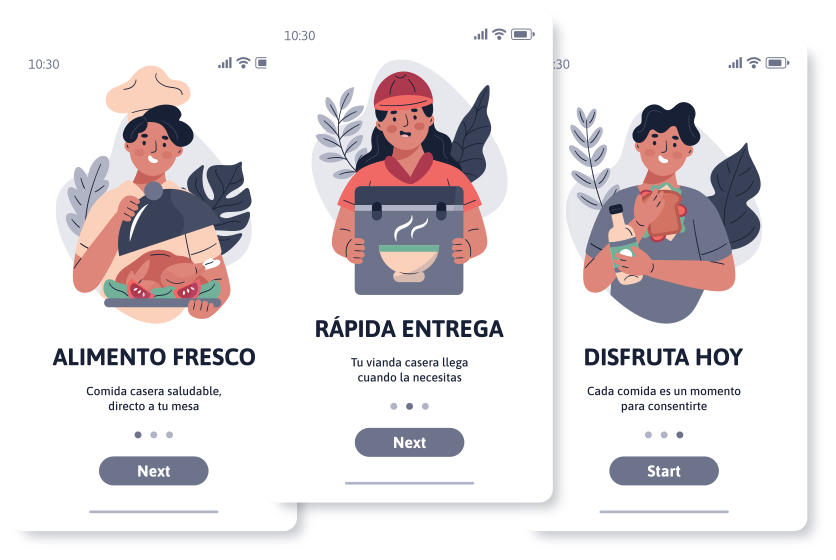 10:30
ALIMENTO FRESCO
Comida casera saludable,
directo a tu mesa
Next
10:30
RÁPIDA ENTREGA
Tu vianda casera llega
cuando la necesitas
Next
:30
DISFRUTA HOY
Cada comida es un momento
para consentirte
Start